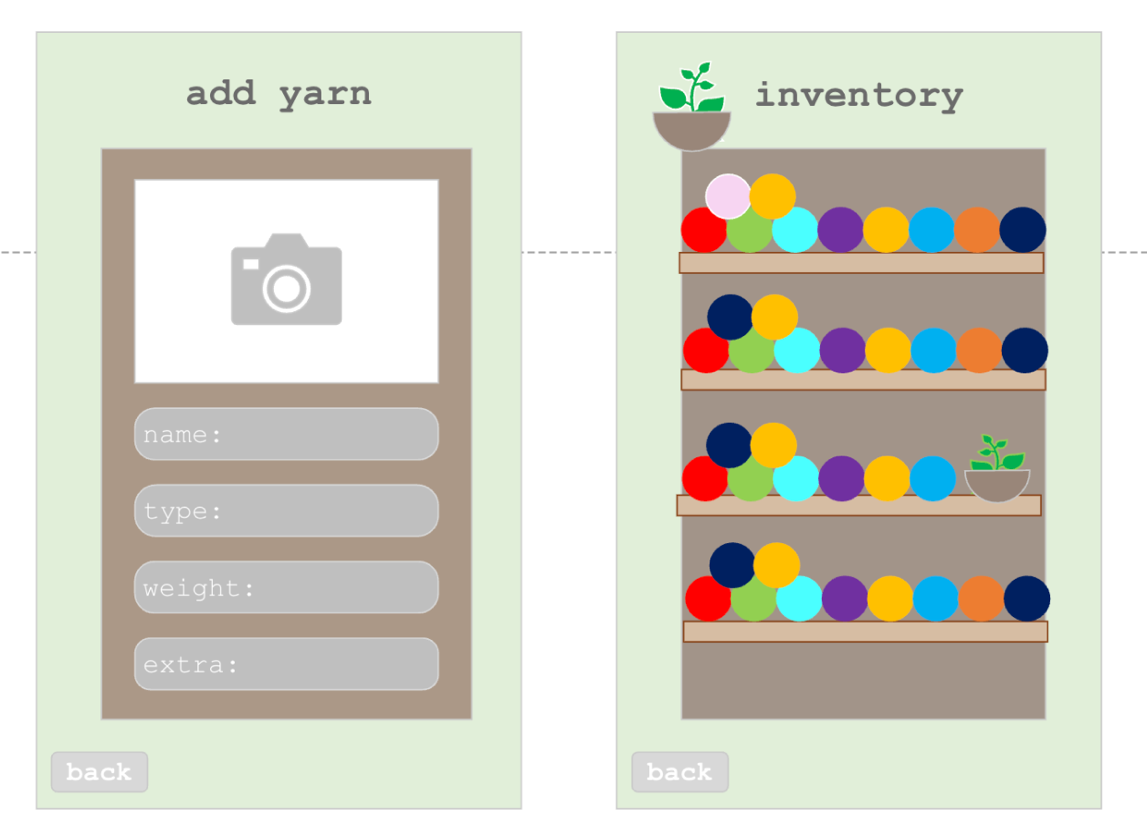 add yarn
name:
type:
weight:
extra:
back
inventory
back